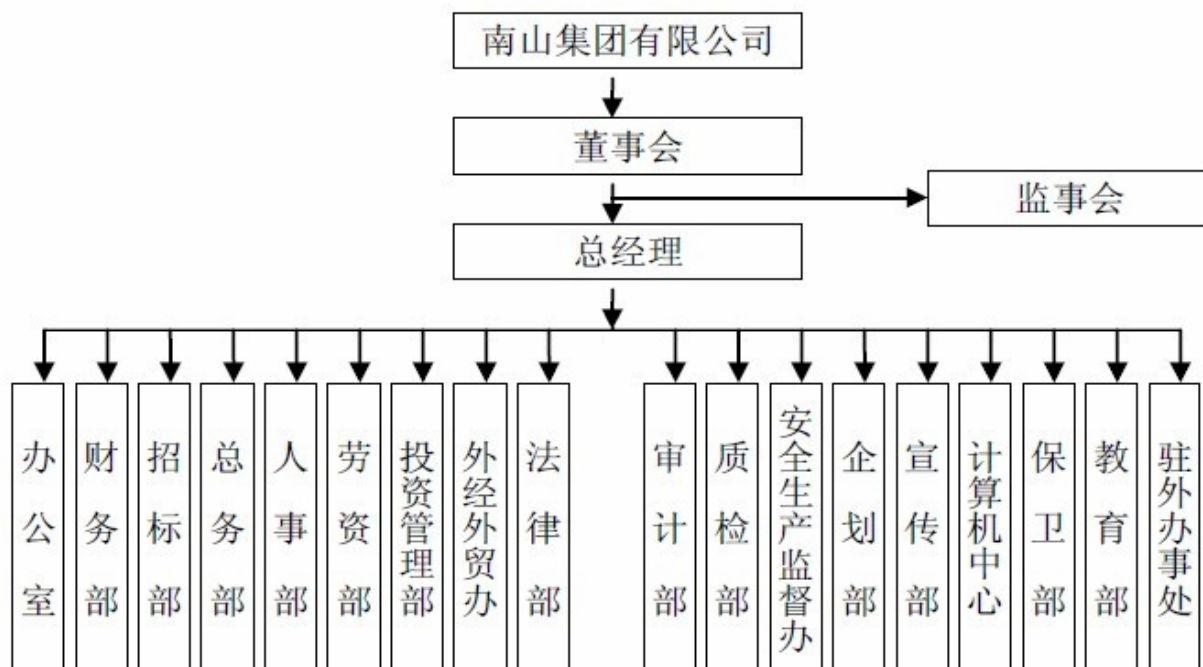 南山集团有限公司
董事会
监事会
总经理
办公室
财务部
招标部
总务部
人事部
劳资部
投资管理部
外经外贸办
法律部
审计部
质检部
安全生产监督办
企划部
宣传部
计算机中心
保卫部
教育部
驻外办事处